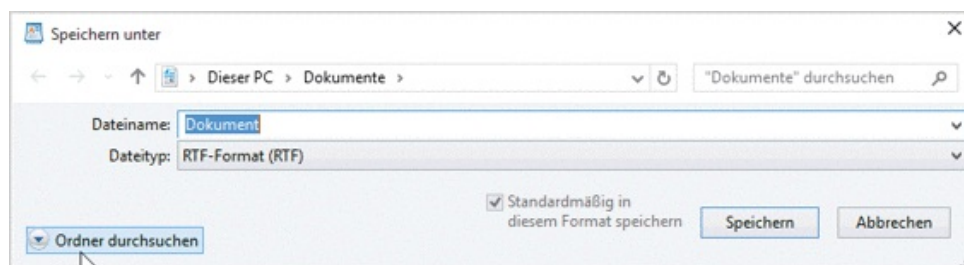 Speichern unter
Dieser PC > Dokumente >
"Dokumente" durchsuchen
Dateiname: Dokument
Dateityp: RTF-Format (RTF)
Standardmäßig in
diesem Format speichern
Speichern
Abbrechen
Ordner durchsuchen